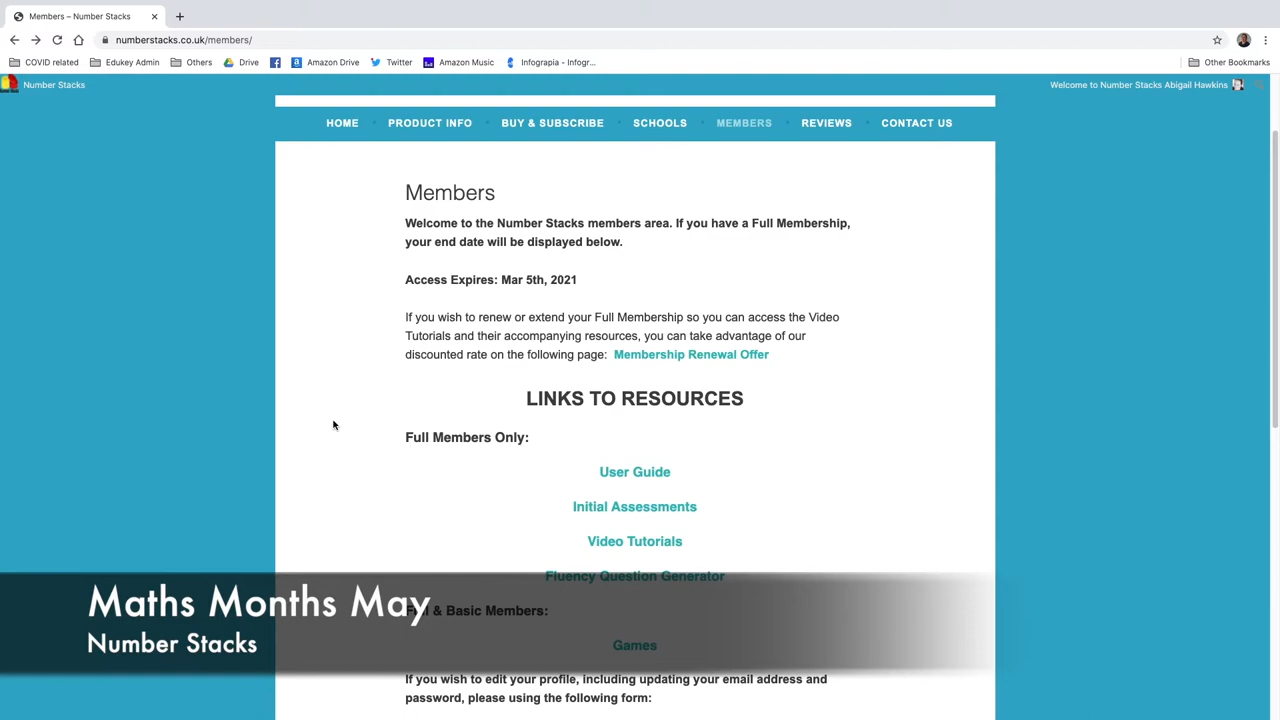 Members – Number Stacks
numberstacks.co.uk/members/
COVID related
Edukey Admin
Others
Drive
Amazon Drive
Twitter
Amazon Music
Infograpia - Infogr...
Other Bookmarks
Number Stacks
Welcome to Number Stacks Abigail Hawkins
HOME
PRODUCT INFO
BUY & SUBSCRIBE
SCHOOLS
MEMBERS
REVIEWS
CONTACT US
Members
Welcome to the Number Stacks members area. If you have a Full Membership,
your end date will be displayed below.
Access Expires: Mar 5th, 2021
If you wish to renew or extend your Full Membership so you can access the Video
Tutorials and their accompanying resources, you can take advantage of our
discounted rate on the following page: Membership Renewal Offer
LINKS TO RESOURCES
Full Members Only:
User Guide
Initial Assessments
Video Tutorials
Fluency Question Generator
Maths Months May
& Basic Members:
Number Stacks
Games
If you wish to edit your profile, including updating your email address and
password, please using the following form: